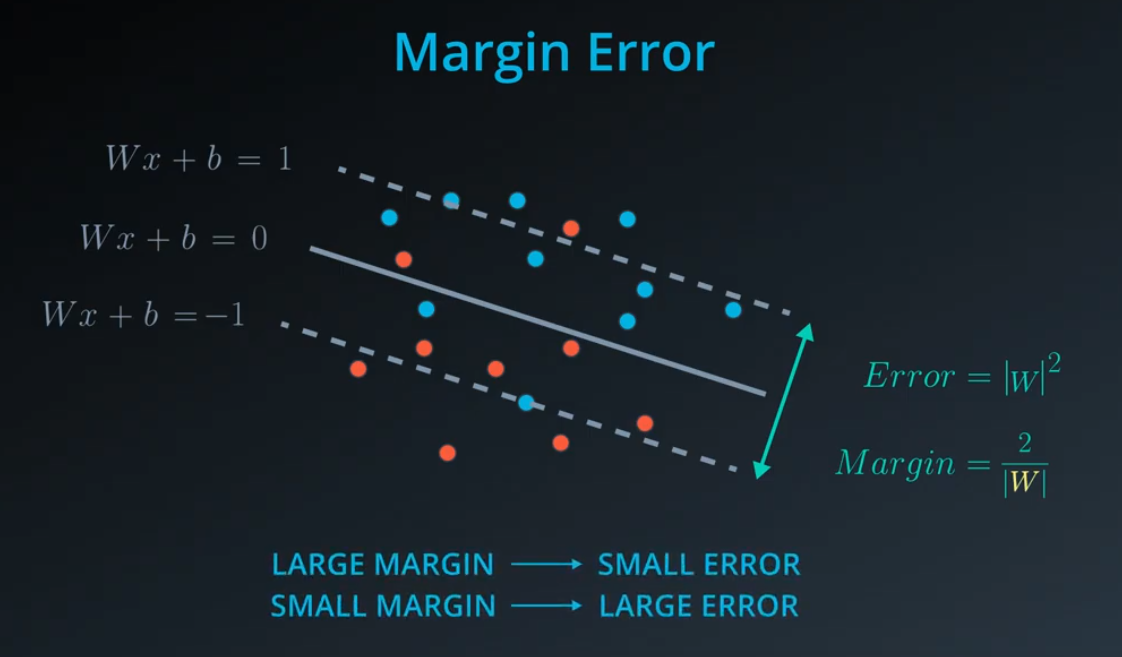 Margin Error
Wx + b = 1
Wx + b = 0
Wx + b =−1
Error = |W|²
Margin = 2/|W|
LARGE MARGIN → SMALL ERROR
SMALL MARGIN → LARGE ERROR